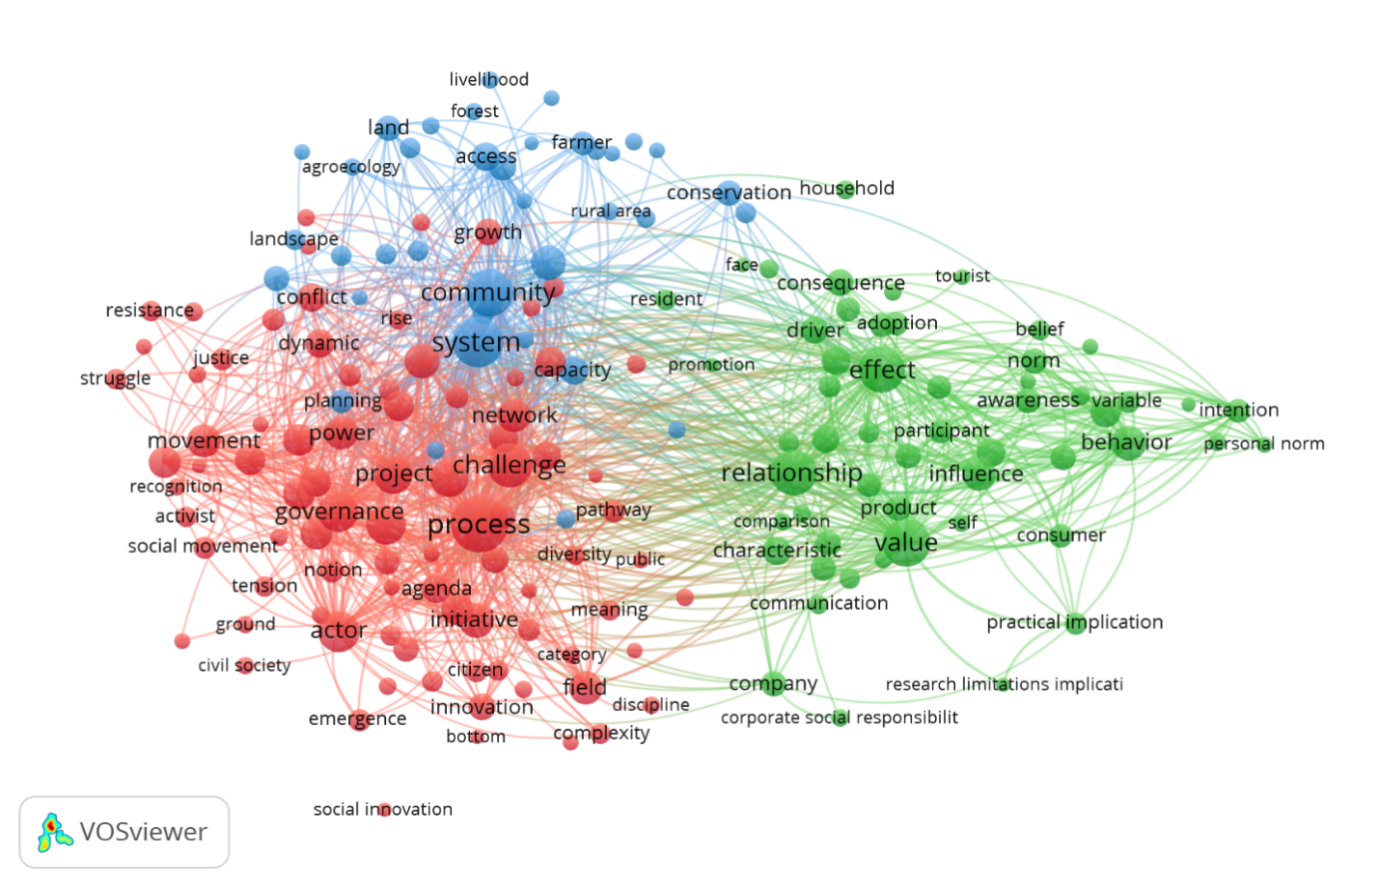 livelihood
forest
land
farmer
access
agroecology
household
conservation
rural area
growth
landscape
face
tourist
consequence
community
conflict
resident
resistance
rise
adoption
driver
belief
dynamic
system
justice
norm
promotion
effect
capacity
struggle
awareness
variable
planning
intention
network
participant
power
movement
behavior
personal norm
challenge
project
relationship
influence
recognition
product
pathway
governance
activist
self
comparison
process
consumer
value
social movement
characteristic
diversity
public
notion
tension
agenda
communication
meaning
initiative
practical implication
ground
actor
category
civil society
citizen
company
research limitations implicati
field
discipline
innovation
corporate social responsibilit
emergence
complexity
bottom
social innovation
VOSviewer